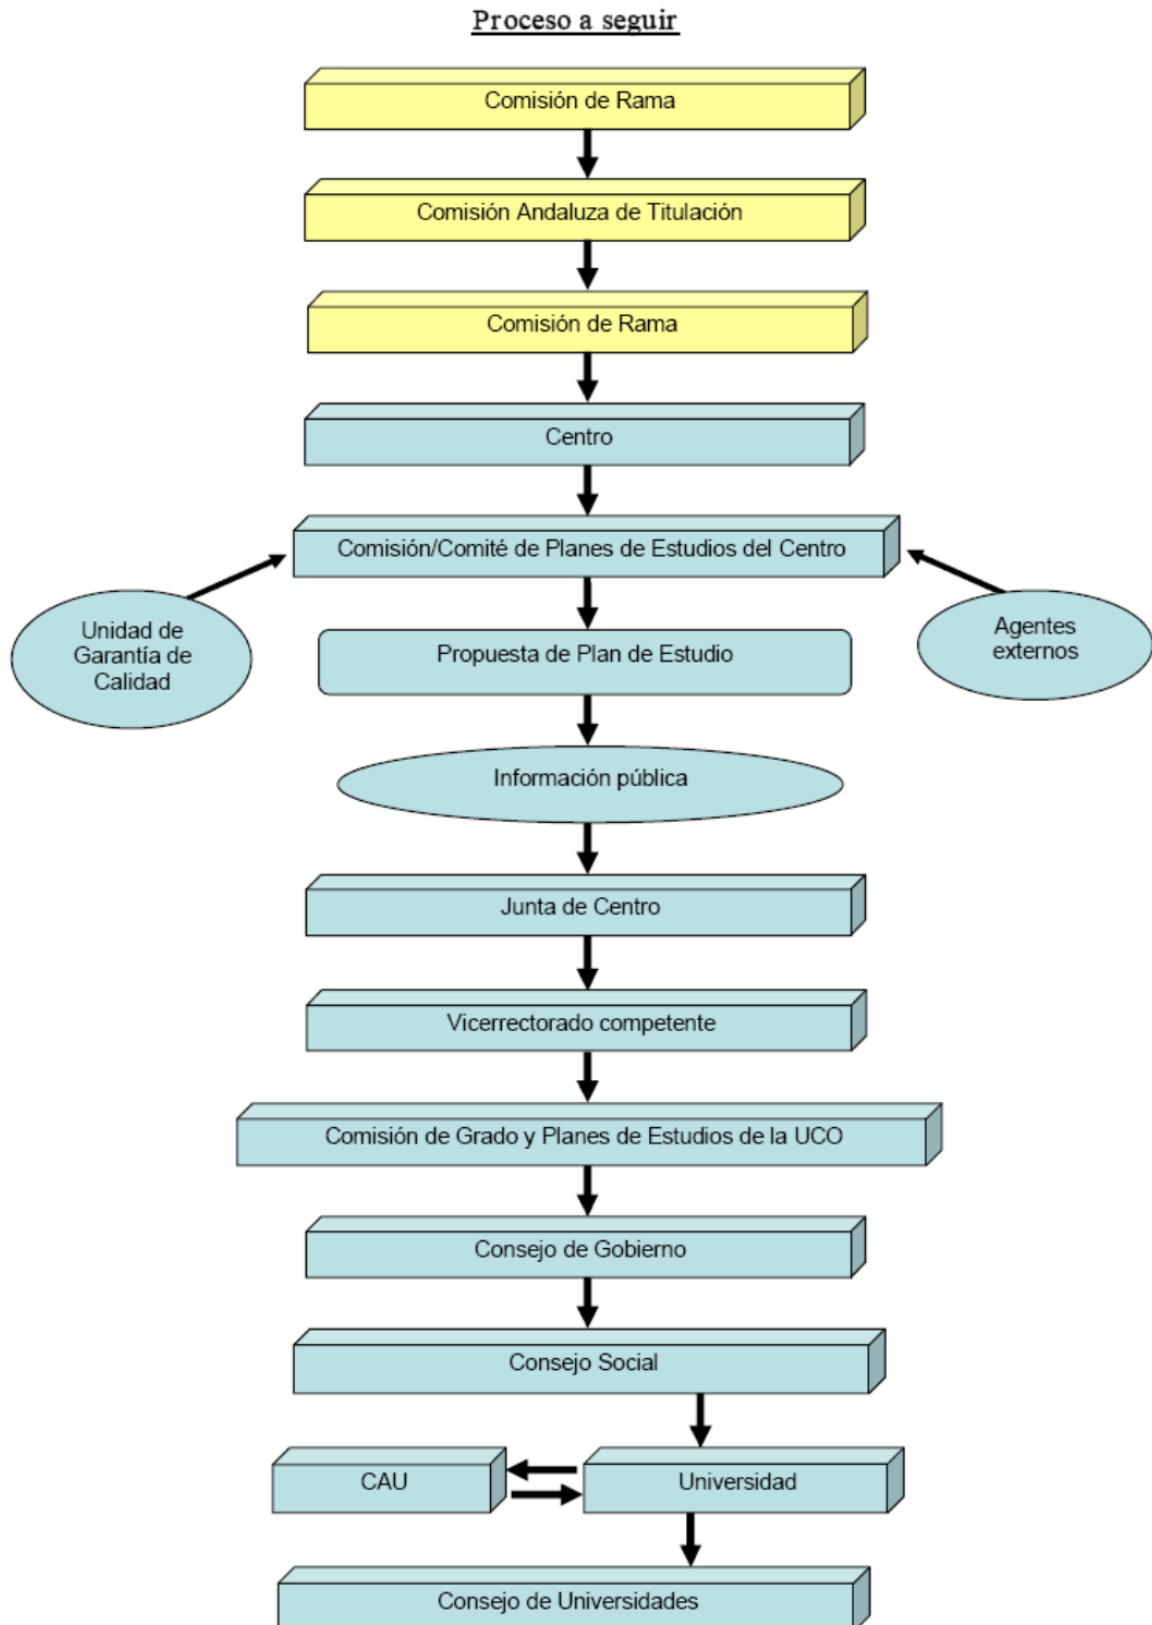 Proceso a seguir
Comisión de Rama
Comisión Andaluza de Titulación
Comisión de Rama
Centro
Comisión/Comité de Planes de Estudios del Centro
Unidad de
Garantía de
Calidad
Propuesta de Plan de Estudio
Agentes
externos
Información pública
Junta de Centro
Vicerrectorado competente
Comisión de Grado y Planes de Estudios de la UCO
Consejo de Gobierno
Consejo Social
CAU
Universidad
Consejo de Universidades